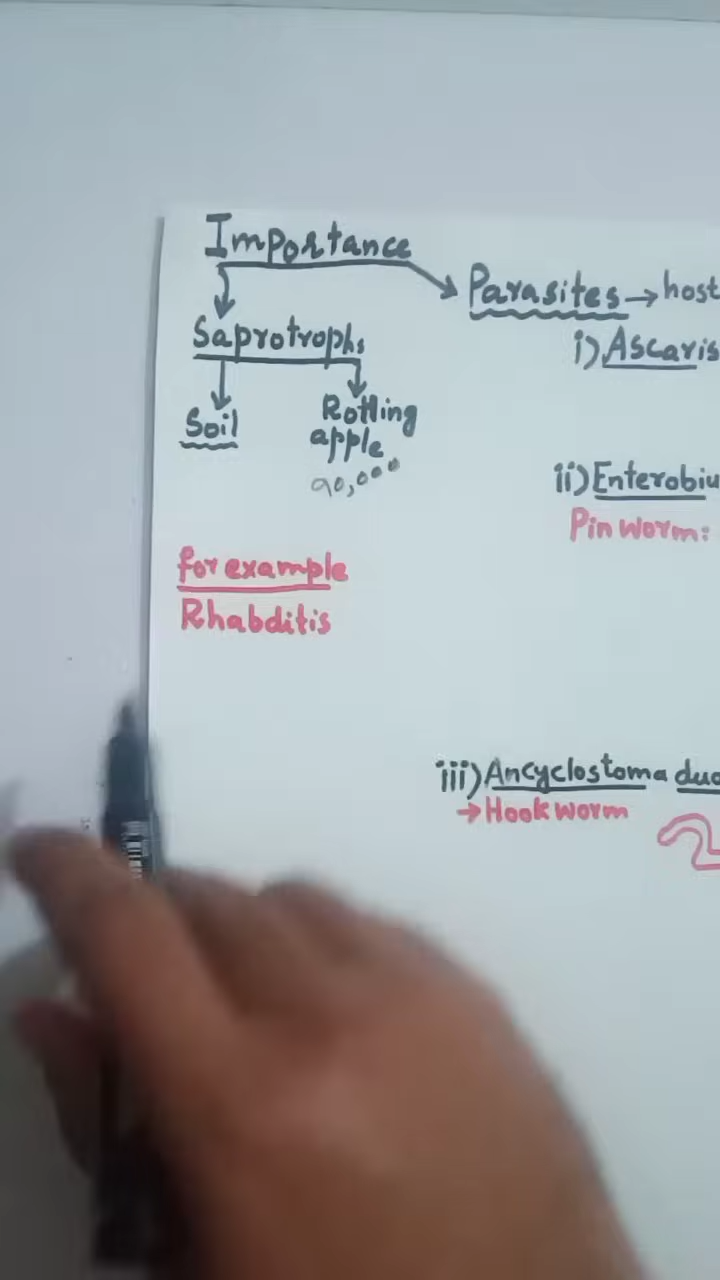 Importance
Parasites → host
Saprotrophs
i) Ascaris
Soil
Rotting
apple
90,000
ii) Enterobiu
Pin worm:
for example
Rhabditis
iii) Ancyclostoma duo
→ Hook worm